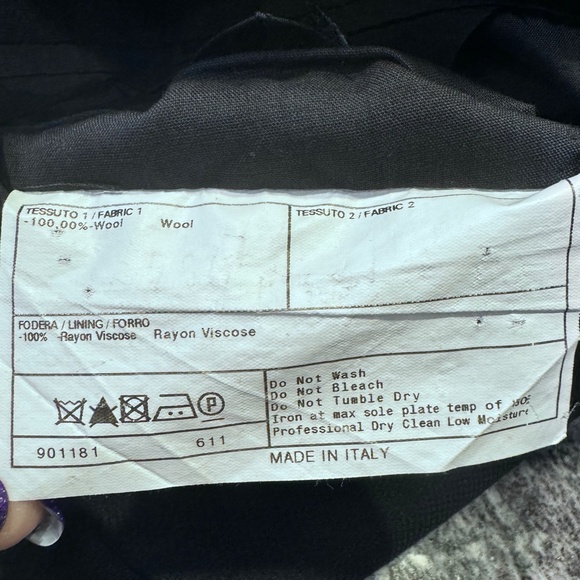 TESSUTO 1 / FABRIC 1
-100,00%-Wool Wool
TESSUTO 2 / FABRIC 2
FODERA / LINING / FORRO
-100% -Rayon Viscose Rayon Viscose
P
Do Not Wash
Do Not Bleach
Do Not Tumble Dry
Iron at max sole plate temp of
Professional Dry Clean Low Moisture
901181 611
MADE IN ITALY